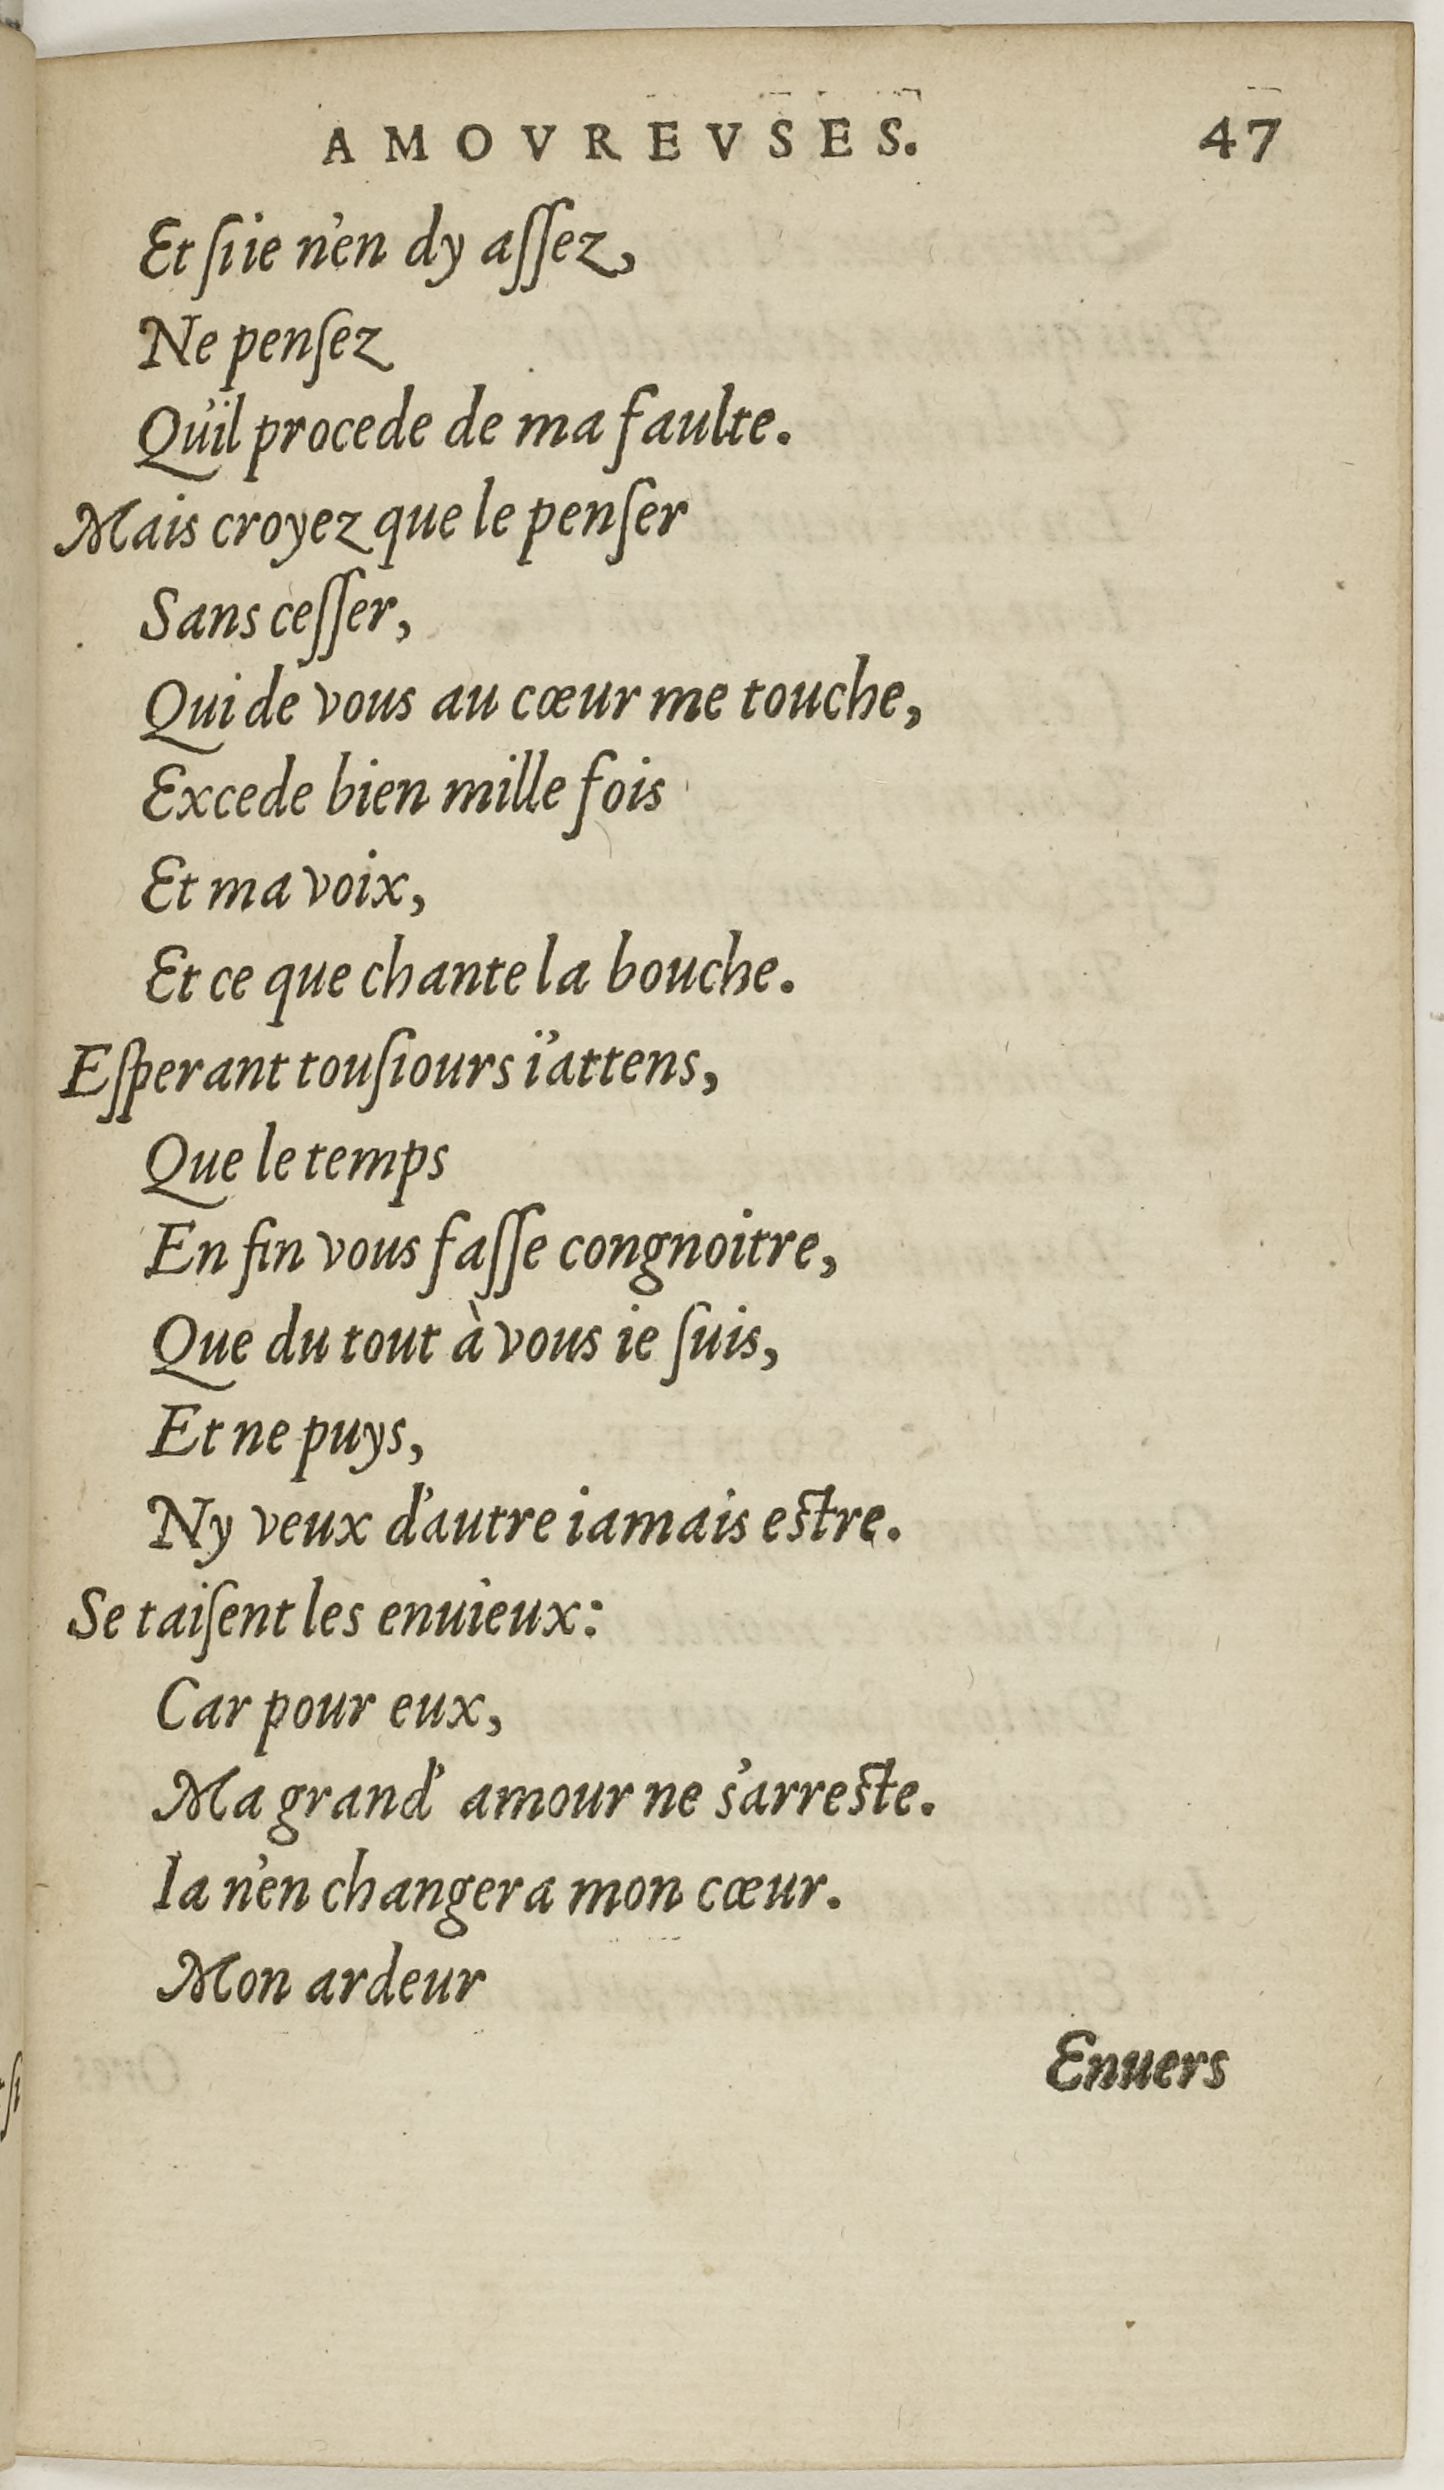 AMOVREVSES. 47
Et ſi ie n'en dy aſſez,
Ne penſez
Qu'il procede de ma faulte.
Mais croyez que le penſer
Sans ceſſer,
Qui de vous au cœur me touche,
Excede bien mille fois
Et ma voix,
Et ce que chante la bouche.
Eſperant touſiours i'attens,
Que le temps
En fin vous faſſe congnoitre,
Que du tout à vous ie ſuis,
Et ne puys,
Ny veux d'autre iamais eſtre.
Se taiſent les enuieux:
Car pour eux,
Ma grand' amour ne s'arreſte.
Ia n'en changera mon cœur.
Mon ardeur
Enuers